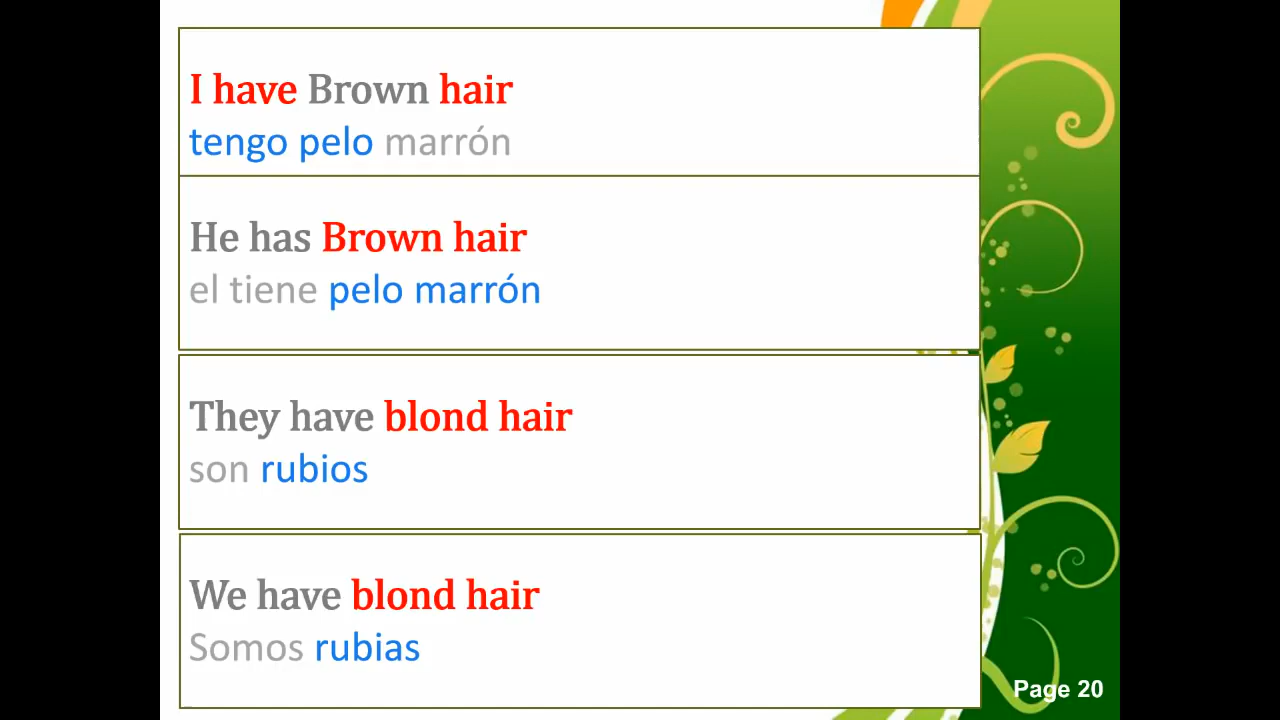 I have Brown hair
tengo pelo marrón
He has Brown hair
el tiene pelo marrón
They have blond hair
son rubios
We have blond hair
Somos rubias
Page 20